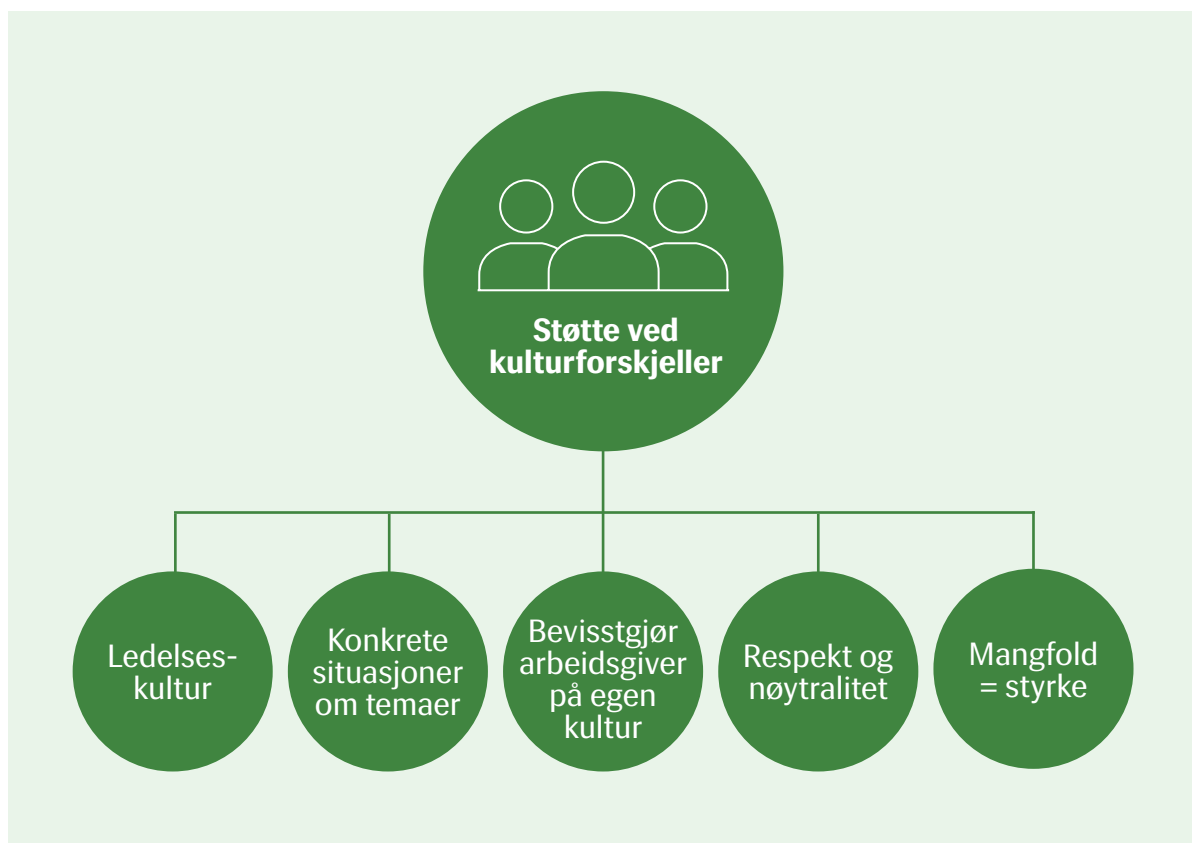 Støtte ved
kulturforskjeller
Ledelses-
kultur
Konkrete
situasjoner
om temaer
Bevisstgjør
arbeidsgiver
på egen
kultur
Respekt og
nøytralitet
Mangfold
= styrke